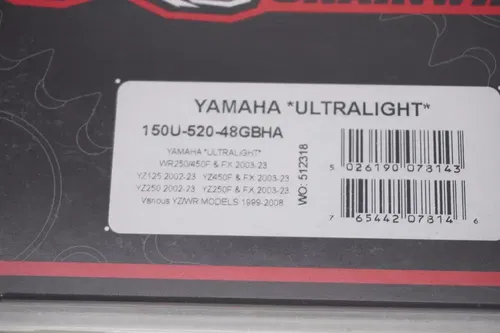 YAMAHA *ULTRALIGHT*
150U-520-48GBHA
YAMAHA *ULTRALIGHT*
WR250/450F & FX 2003-23
YZ125 2002-23 YZ450F & FX 2003-23
YZ250 2002-23 YZ250F & FX 2003-23
Various YZ/WR MODELS 1999-2008
WO: 512318
5 026190 078143
7 65442 07814 6